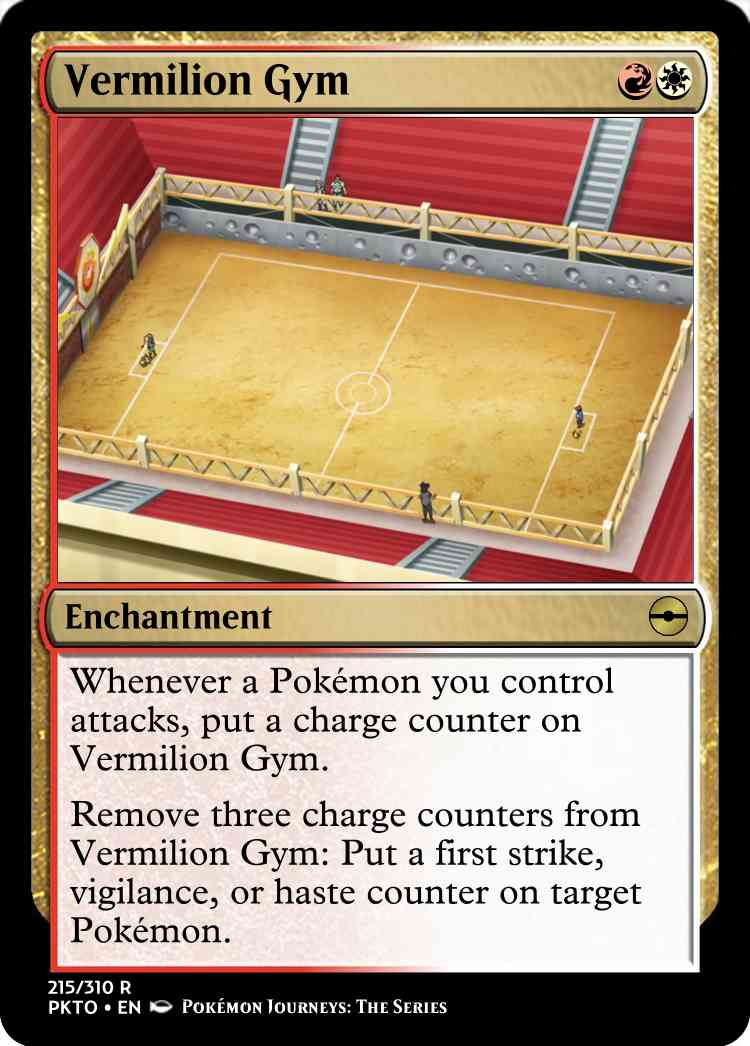 Vermilion Gym
Enchantment
Whenever a Pokémon you control
attacks, put a charge counter on
Vermilion Gym.
Remove three charge counters from
Vermilion Gym: Put a first strike,
vigilance, or haste counter on target
Pokémon.
215/310 R
PKTO • EN Pokémon Journeys: The Series